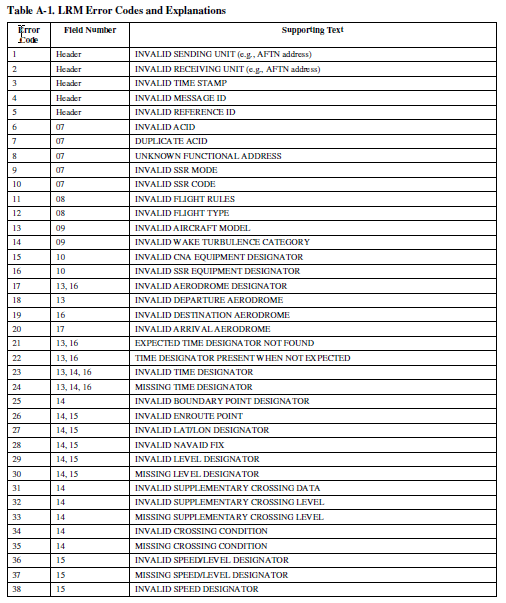 Table A-1. LRM Error Codes and Explanations
Error Code Field Number Supporting Text
1 Header INVALID SENDING UNIT (e.g., AFTN address)
2 Header INVALID RECEIVING UNIT (e.g., AFTN address)
3 Header INVALID TIME STAMP
4 Header INVALID MESSAGE ID
5 Header INVALID REFERENCE ID
6 07 INVALID ACID
7 07 DUPLICATE ACID
8 07 UNKNOWN FUNCTIONAL ADDRESS
9 07 INVALID SSR MODE
10 07 INVALID SSR CODE
11 08 INVALID FLIGHT RULES
12 08 INVALID FLIGHT TYPE
13 09 INVALID AIRCRAFT MODEL
14 09 INVALID WAKE TURBULENCE CATEGORY
15 10 INVALID CNA EQUIPMENT DESIGNATOR
16 10 INVALID SSR EQUIPMENT DESIGNATOR
17 13, 16 INVALID AERODROME DESIGNATOR
18 13 INVALID DEPARTURE AERODROME
19 16 INVALID DESTINATION AERODROME
20 17 INVALID ARRIVAL AERODROME
21 13, 16 EXPECTED TIME DESIGNATOR NOT FOUND
22 13, 16 TIME DESIGNATOR PRESENT WHEN NOT EXPECTED
23 13, 14, 16 INVALID TIME DESIGNATOR
24 13, 14, 16 MISSING TIME DESIGNATOR
25 14 INVALID BOUNDARY POINT DESIGNATOR
26 14, 15 INVALID ENROUTE POINT
27 14, 15 INVALID LAT/LON DESIGNATOR
28 14, 15 INVALID NAVAID FIX
29 14, 15 INVALID LEVEL DESIGNATOR
30 14, 15 MISSING LEVEL DESIGNATOR
31 14 INVALID SUPPLEMENTARY CROSSING DATA
32 14 INVALID SUPPLEMENTARY CROSSING LEVEL
33 14 MISSING SUPPLEMENTARY CROSSING LEVEL
34 14 INVALID CROSSING CONDITION
35 14 MISSING CROSSING CONDITION
36 15 INVALID SPEED/LEVEL DESIGNATOR
37 15 MISSING SPEED/LEVEL DESIGNATOR
38 15 INVALID SPEED DESIGNATOR